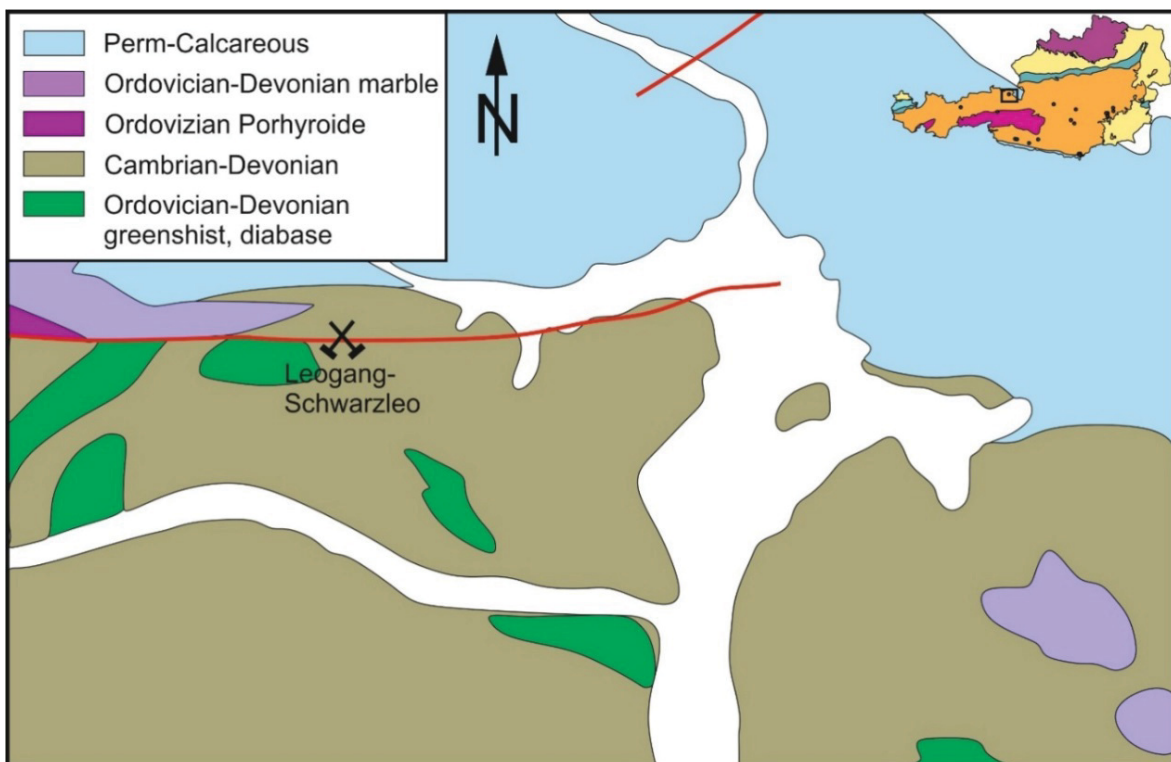 Perm-Calcareous
Ordovician-Devonian marble
Ordovizian Porhyroide
Cambrian-Devonian
Ordovician-Devonian
greenshist, diabase
N
Leogang-
Schwarzleo